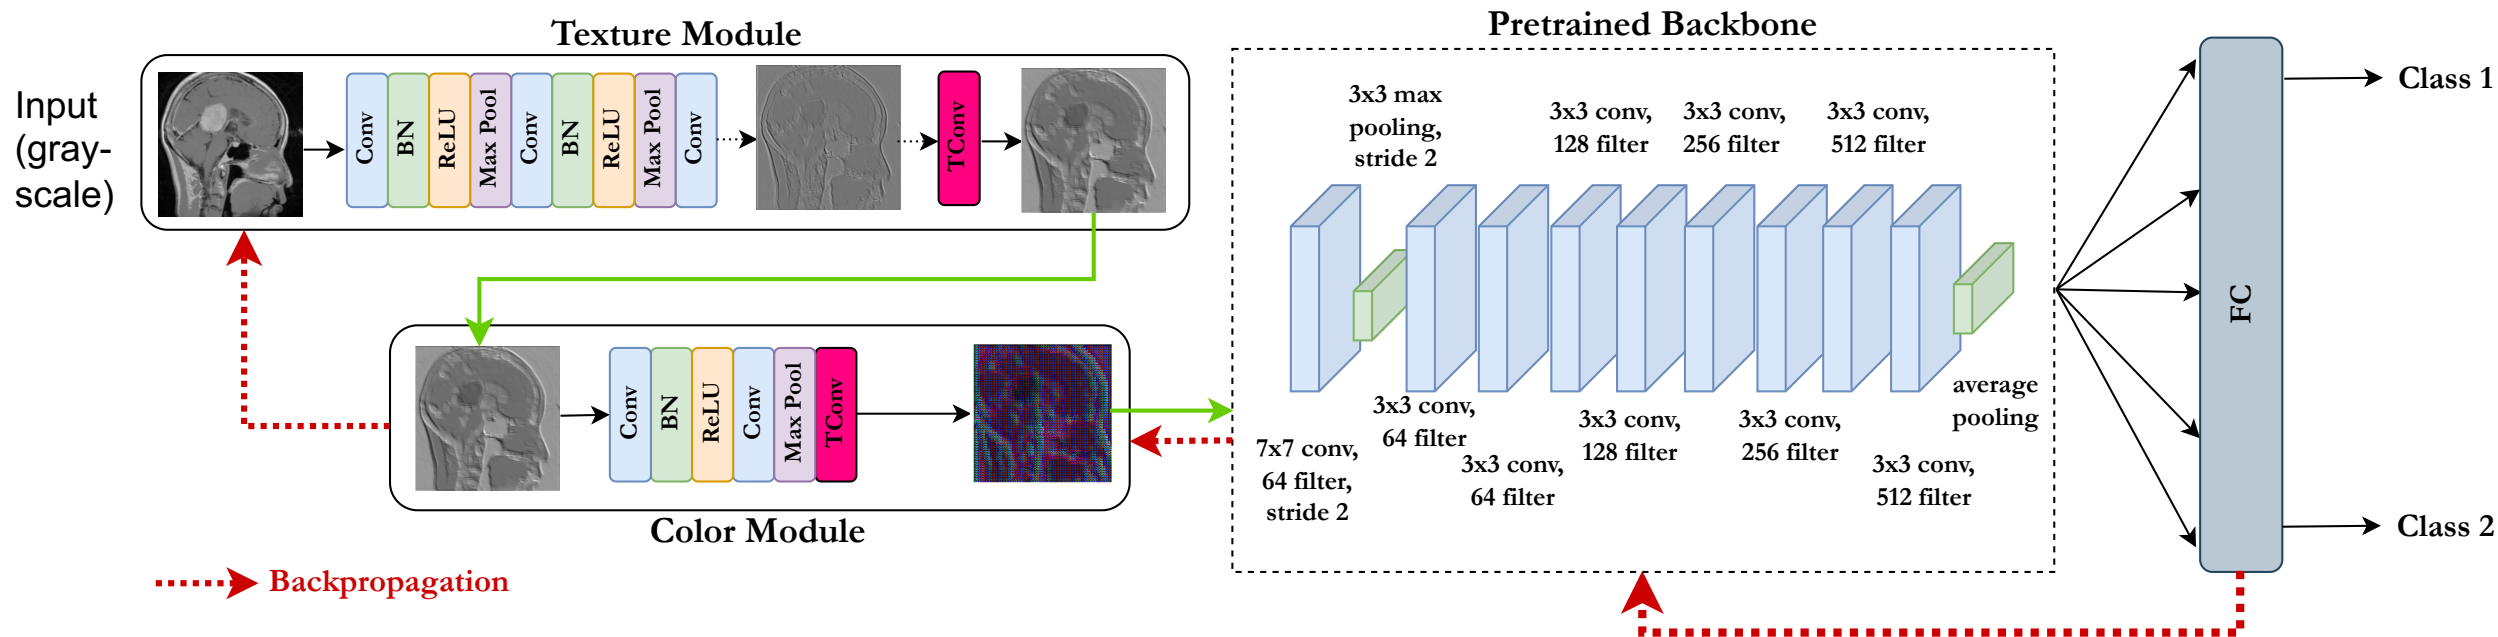 Texture Module
Pretrained Backbone
Input
(gray-
scale)
Conv
BN
ReLU
Max Pool
Conv
BN
ReLU
Max Pool
Conv
TConv
3x3 max
pooling,
stride 2
3x3 conv,
128 filter
3x3 conv,
256 filter
3x3 conv,
512 filter
7x7 conv,
64 filter,
stride 2
3x3 conv,
64 filter
3x3 conv,
64 filter
3x3 conv,
128 filter
3x3 conv,
256 filter
3x3 conv,
512 filter
average
pooling
FC
Class 1
Class 2
Conv
BN
ReLU
Conv
Max Pool
TConv
Color Module
Backpropagation